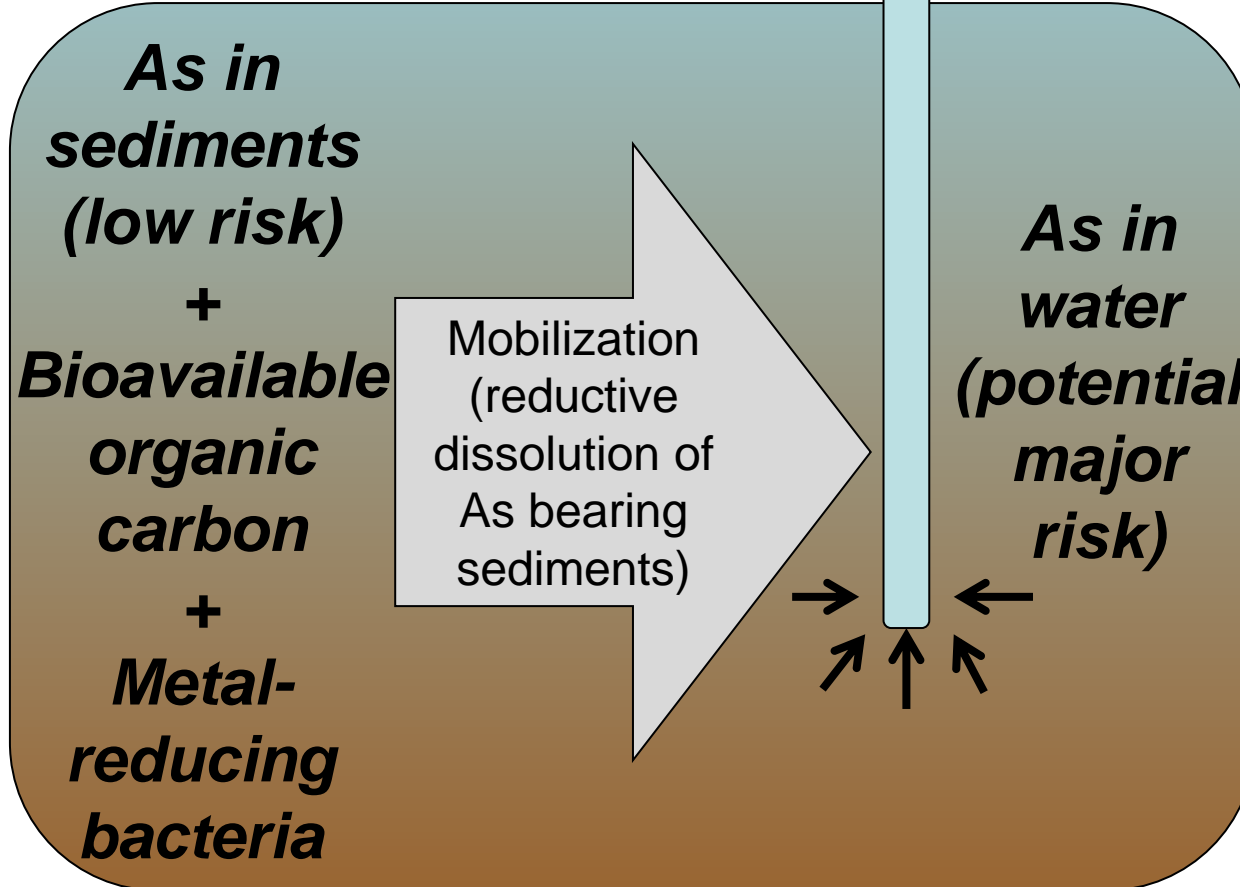 As in
sediments
(low risk)
+
Bioavailable
organic
carbon
+
Metal-
reducing
bacteria
Mobilization
(reductive
dissolution of
As bearing
sediments)
As in
water
(potential
major
risk)